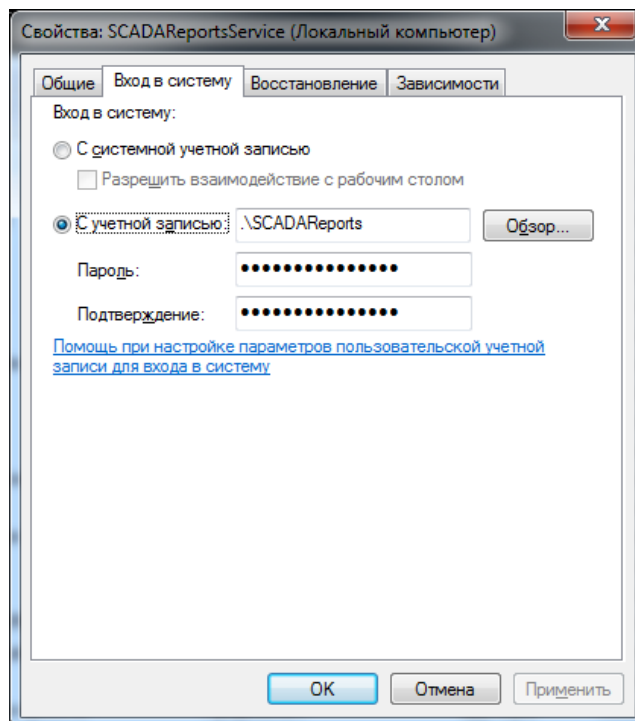 Свойства: SCADAReportsService (Локальный компьютер)
Общие Вход в систему Восстановление Зависимости
Вход в систему:
С системной учетной записью
Разрешить взаимодействие с рабочим столом
С учетной записью: .\SCADAReports Обзор...
Пароль: ●●●●●●●●●●●●●●●
Подтверждение: ●●●●●●●●●●●●●●●
Помощь при настройке параметров пользовательской учетной
записи для входа в систему
OK Отмена Применить